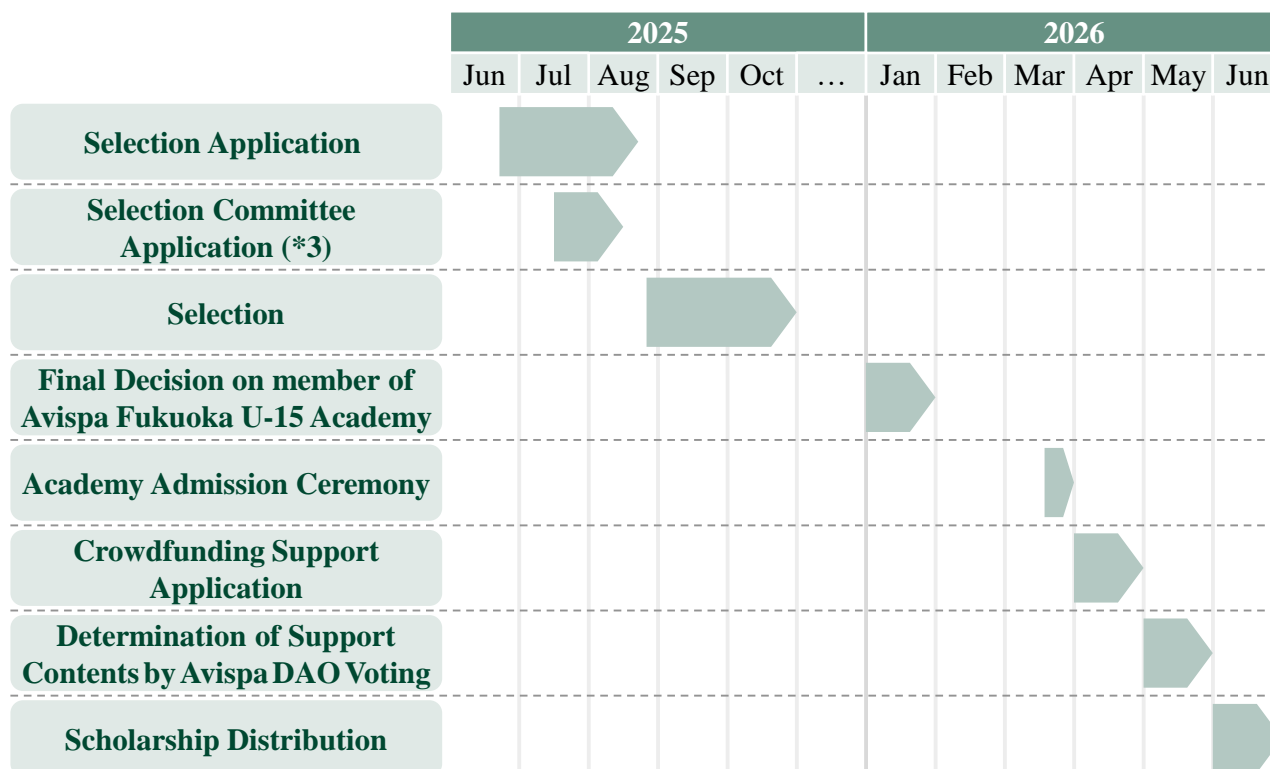 2025 2026
Jun Jul Aug Sep Oct … Jan Feb Mar Apr May Jun
Selection Application
Selection Committee
Application (*3)
Selection
Final Decision on member of
Avispa Fukuoka U-15 Academy
Academy Admission Ceremony
Crowdfunding Support
Application
Determination of Support
Contents by Avispa DAO Voting
Scholarship Distribution